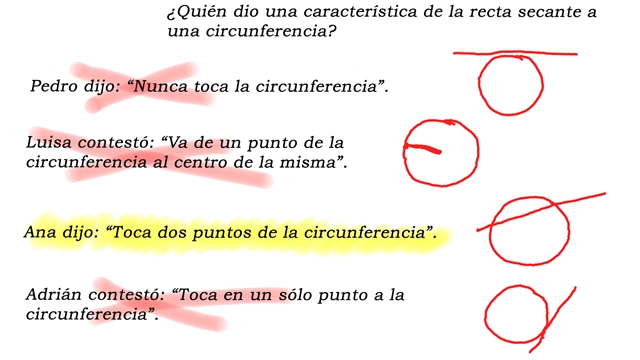 ¿Quién dio una característica de la recta secante a
una circunferencia?
Pedro dijo: “Nunca toca la circunferencia”.
Luisa contestó: “Va de un punto de la
circunferencia al centro de la misma”.
Ana dijo: “Toca dos puntos de la circunferencia”.
Adrián contestó: “Toca en un sólo punto a la
circunferencia”.